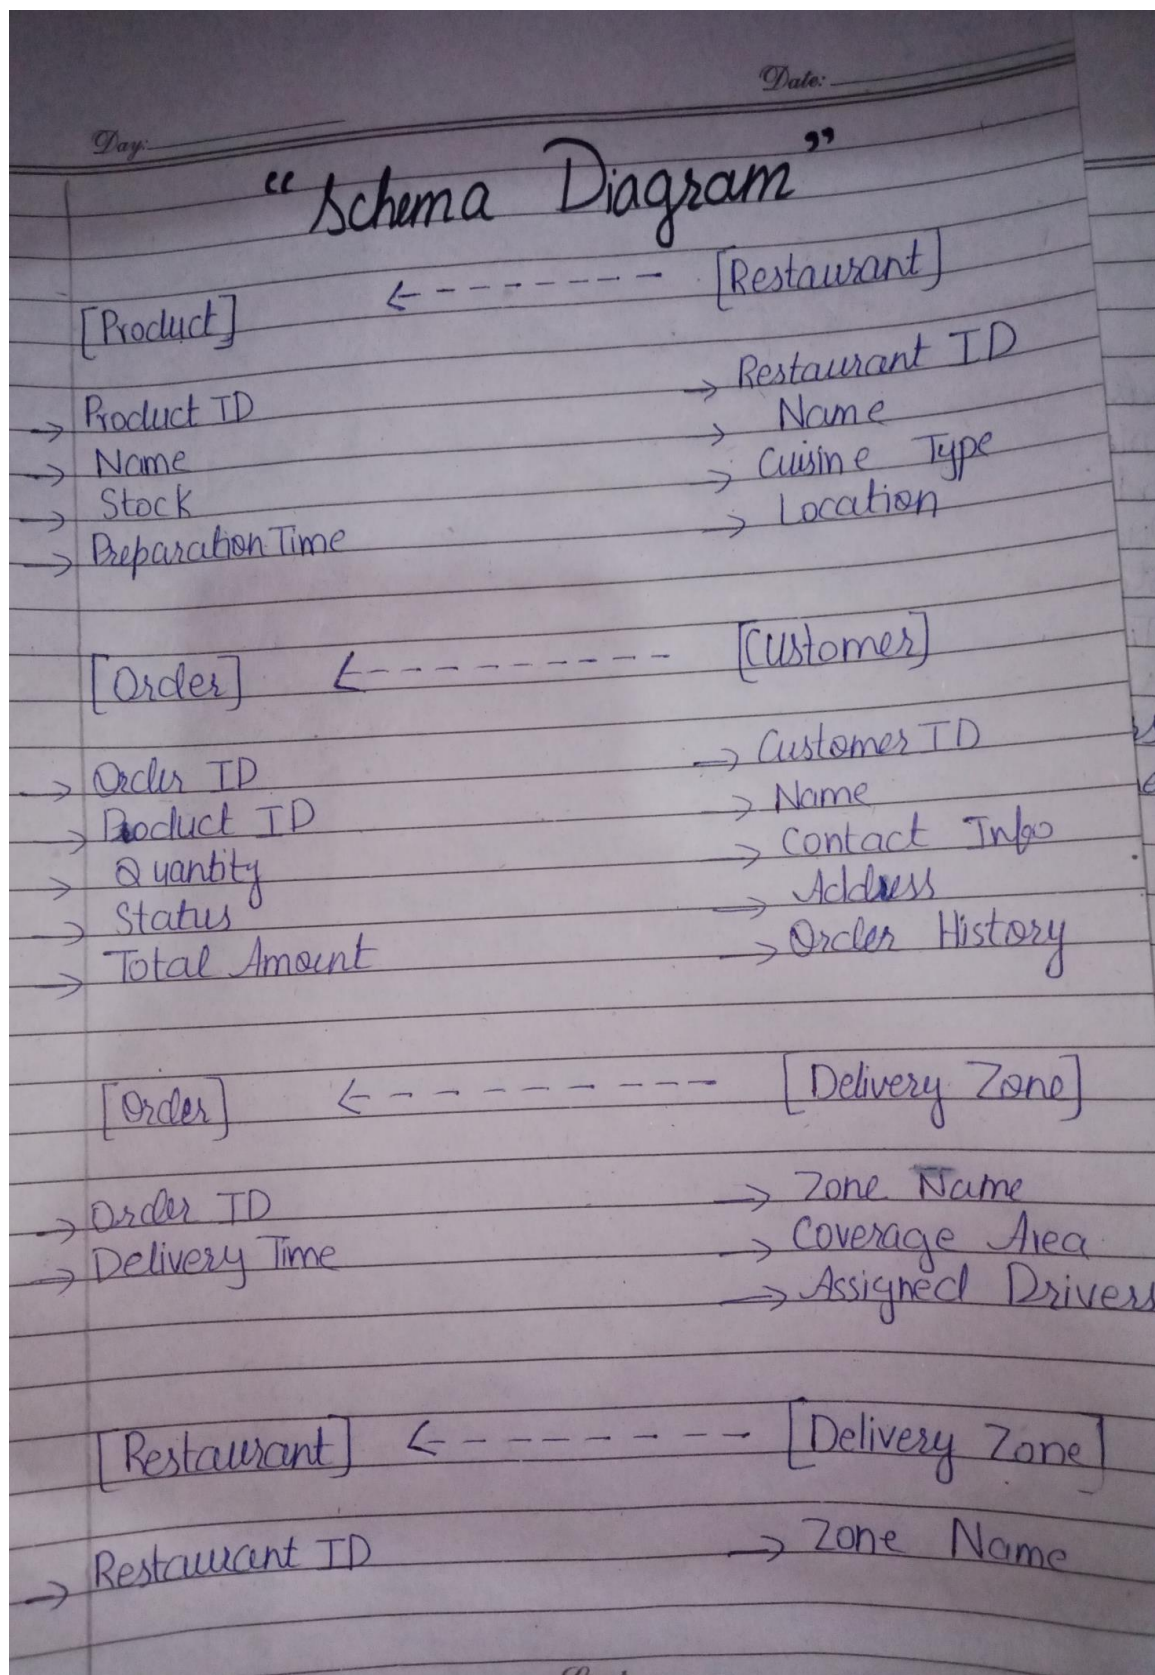 Date:
Day:
"Schema Diagram"
[Product] <------- [Restaurant]
→ Product ID → Restaurant ID
→ Name → Name
→ Stock → Cuisine Type
→ Preparation Time → Location
[Order] <--------- [Customer]
→ Order ID → Customer ID
→ Product ID → Name
→ Quantity → Contact Info
→ Status → Address
→ Total Amount → Order History
[Order] <-------- [Delivery Zone]
→ Order ID → Zone Name
→ Delivery Time → Coverage Area
→ Assigned Drivers
[Restaurant] <-------- [Delivery Zone]
→ Restaurant ID → Zone Name